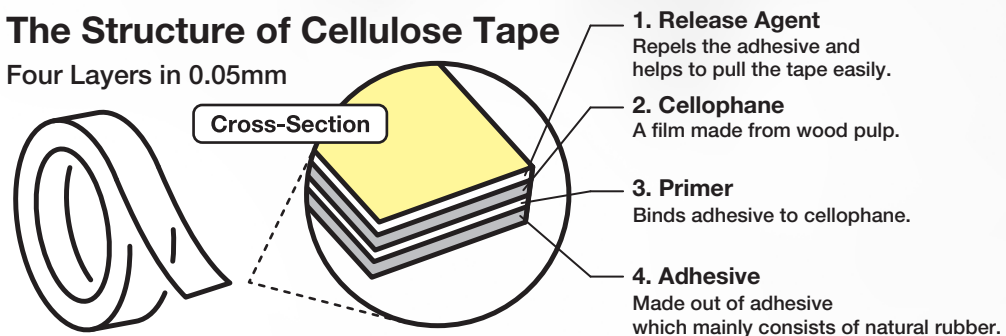 The Structure of Cellulose Tape
Four Layers in 0.05mm
Cross-Section
1. Release Agent
Repels the adhesive and
helps to pull the tape easily.
2. Cellophane
A film made from wood pulp.
3. Primer
Binds adhesive to cellophane.
4. Adhesive
Made out of adhesive
which mainly consists of natural rubber.